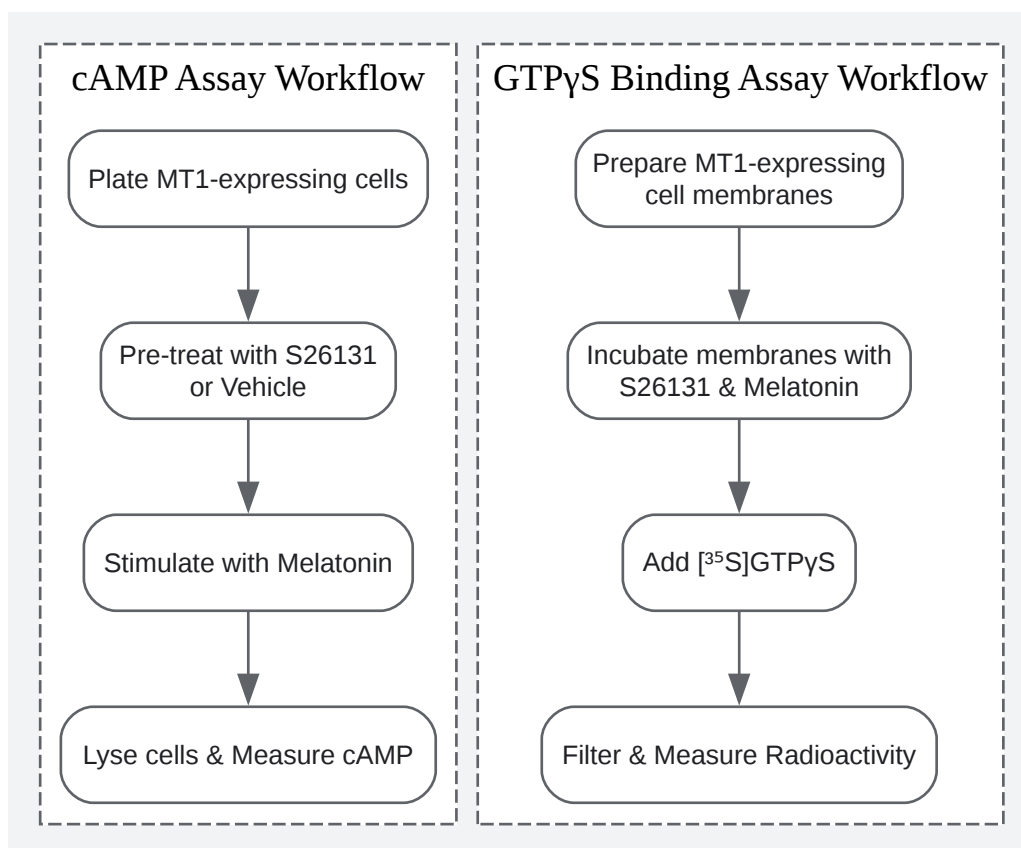 cAMP Assay Workflow
Plate MT1-expressing cells
Pre-treat with S26131
or Vehicle
Stimulate with Melatonin
Lyse cells & Measure cAMP
GTPγS Binding Assay Workflow
Prepare MT1-expressing
cell membranes
Incubate membranes with
S26131 & Melatonin
Add [³⁵S]GTPγS
Filter & Measure Radioactivity